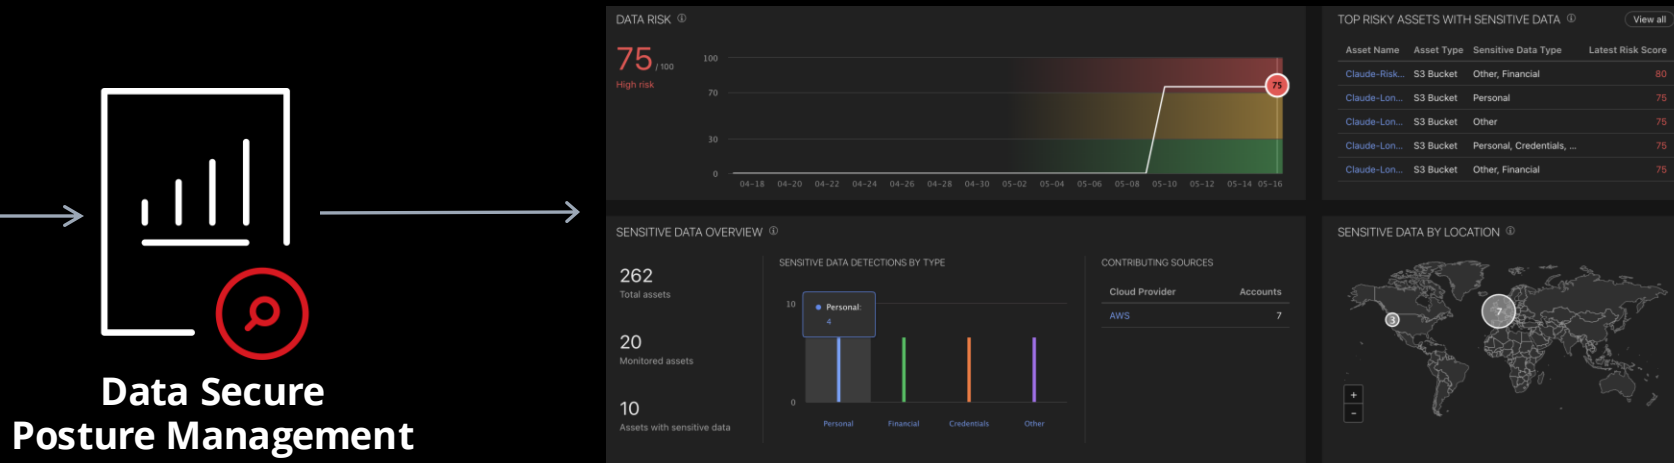 Data Secure
Posture Management
DATA RISK
75 / 100
High risk
100
70
30
0
75
04-18 04-20 04-22 04-24 04-26 04-28 04-30 05-02 05-04 05-06 05-08 05-10 05-12 05-14 05-16
TOP RISKY ASSETS WITH SENSITIVE DATA View all
Asset Name Asset Type Sensitive Data Type Latest Risk Score
Claude-Risk... S3 Bucket Other, Financial 80
Claude-Lon... S3 Bucket Personal 75
Claude-Lon... S3 Bucket Other 75
Claude-Lon... S3 Bucket Personal, Credentials, ... 75
Claude-Lon... S3 Bucket Other, Financial 75
SENSITIVE DATA OVERVIEW
262
Total assets
20
Monitored assets
10
Assets with sensitive data
SENSITIVE DATA DETECTIONS BY TYPE
10
0
Personal:
4
Personal Financial Credentials Other
CONTRIBUTING SOURCES
Cloud Provider Accounts
AWS 7
SENSITIVE DATA BY LOCATION
3
7
+
-